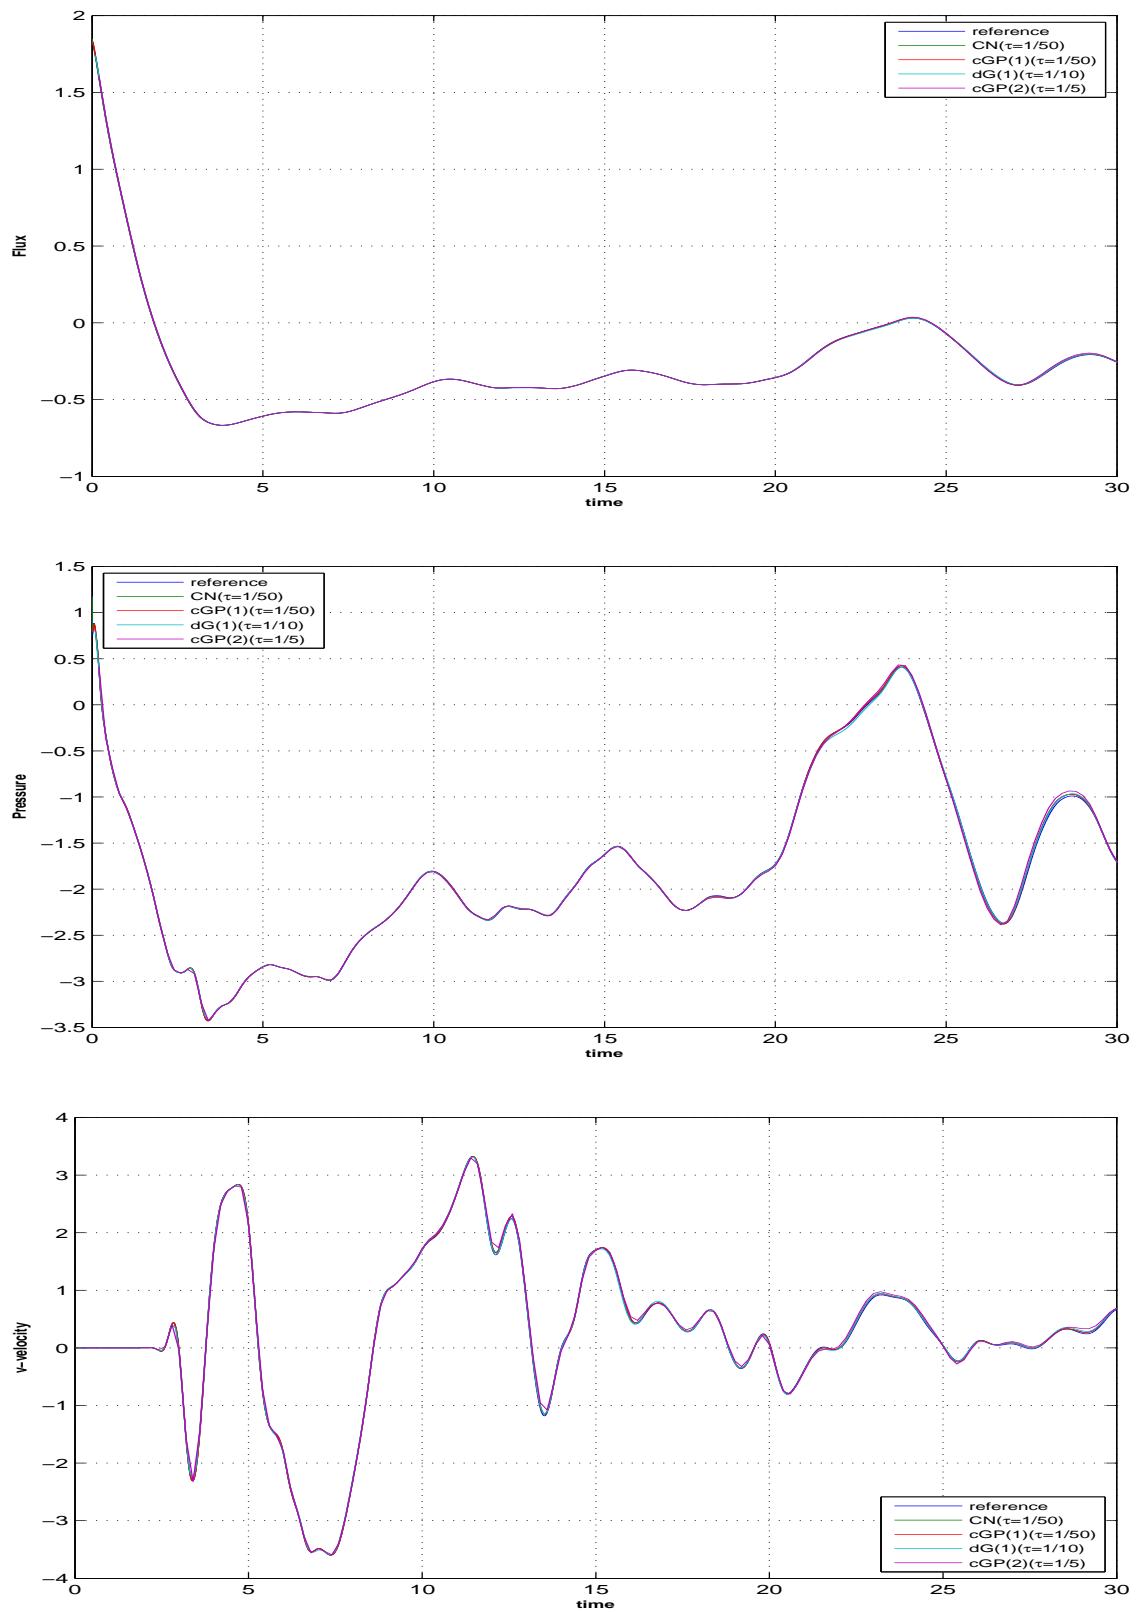 2
1.5
1
0.5
0
−0.5
−1
Flux
0 5 10 15 20 25 30
time
reference
CN(τ=1/50)
cGP(1)(τ=1/50)
dG(1)(τ=1/10)
cGP(2)(τ=1/5)
1.5
1
0.5
0
−0.5
−1
−1.5
−2
−2.5
−3
−3.5
Pressure
0 5 10 15 20 25 30
time
reference
CN(τ=1/50)
cGP(1)(τ=1/50)
dG(1)(τ=1/10)
cGP(2)(τ=1/5)
4
3
2
1
0
−1
−2
−3
−4
v−velocity
0 5 10 15 20 25 30
time
reference
CN(τ=1/50)
cGP(1)(τ=1/50)
dG(1)(τ=1/10)
cGP(2)(τ=1/5)